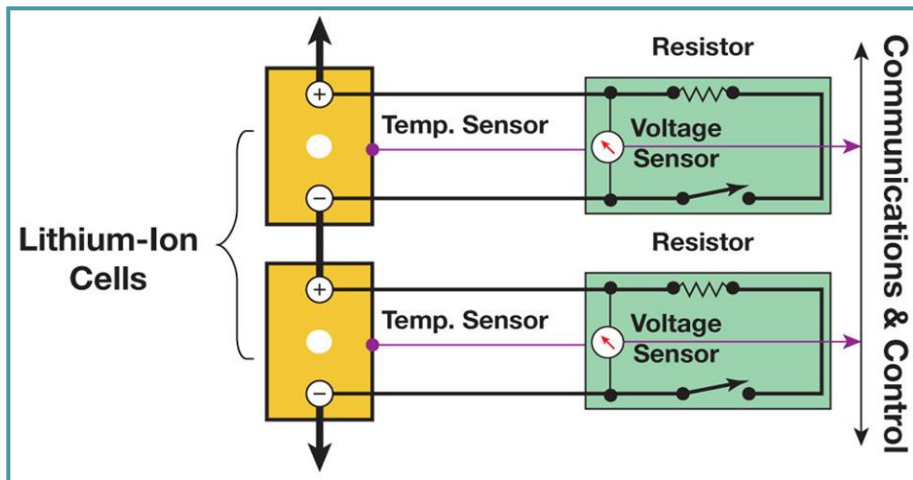 Resistor
+
Temp. Sensor
Voltage
Sensor
−
Lithium-Ion
Cells
Resistor
+
Temp. Sensor
Voltage
Sensor
−
Communications & Control